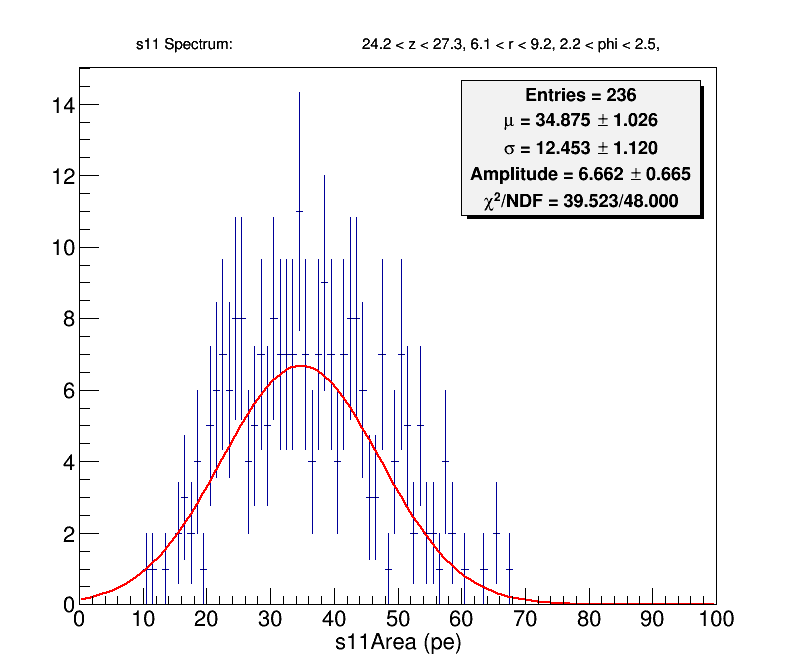 s11 Spectrum: 24.2 < z < 27.3, 6.1 < r < 9.2, 2.2 < phi < 2.5,
Entries = 236
μ = 34.875 ± 1.026
σ = 12.453 ± 1.120
Amplitude = 6.662 ± 0.665
χ²/NDF = 39.523/48.000
14
12
10
8
6
4
2
0
0 10 20 30 40 50 60 70 80 90 100
s11Area (pe)